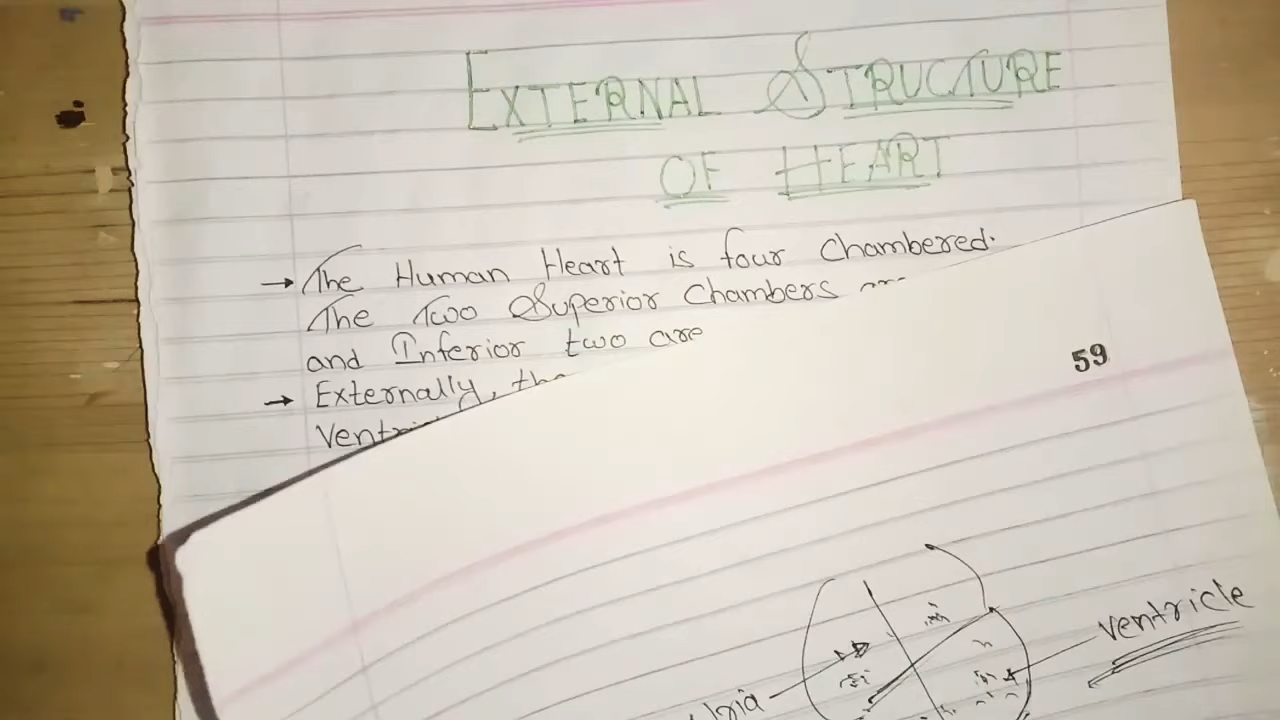 EXTERNAL STRUCTURE
OF HEART
→ The Human Heart is four Chambered.
The Two Superior Chambers
and Inferior two are
→ Externally,
59
ventricle